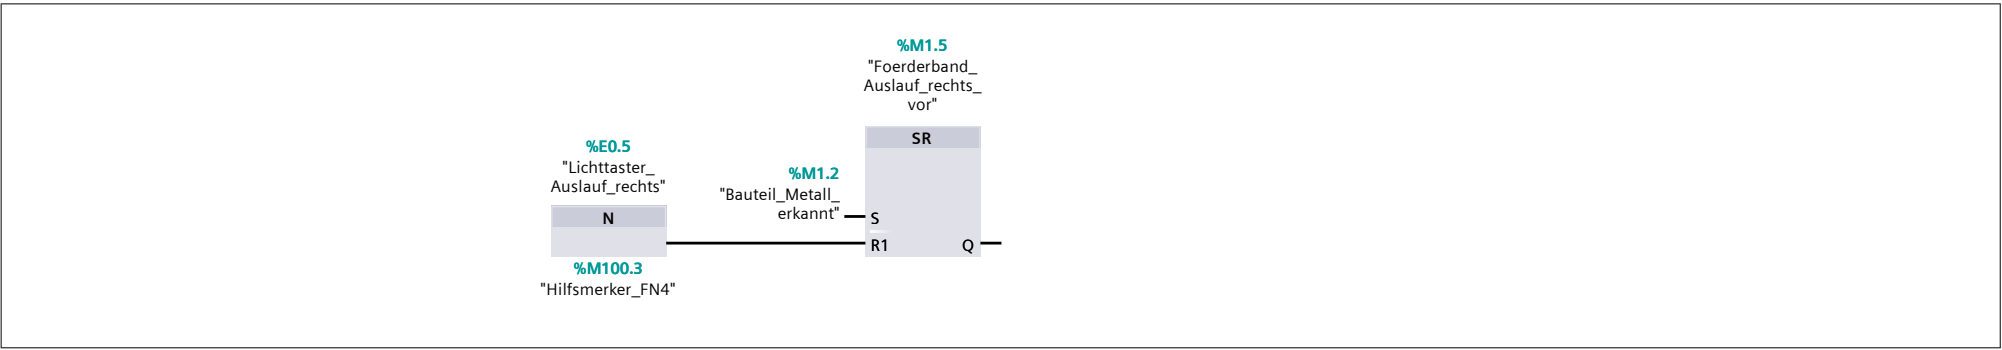 %M1.5
"Foerderband_
Auslauf_rechts_
vor"
SR
%E0.5
"Lichttaster_
Auslauf_rechts"
N
%M1.2
"Bauteil_Metall_
erkannt"
S
R1
Q
%M100.3
"Hilfsmerker_FN4"